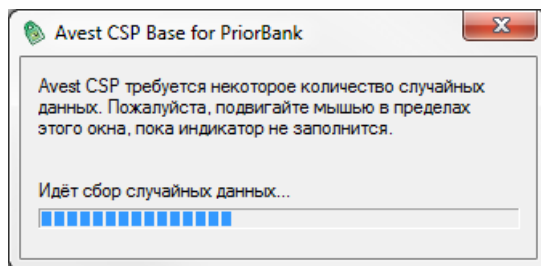 Avest CSP Base for PriorBank
Avest CSP требуется некоторое количество случайных
данных. Пожалуйста, подвигайте мышью в пределах
этого окна, пока индикатор не заполнится.
Идёт сбор случайных данных...